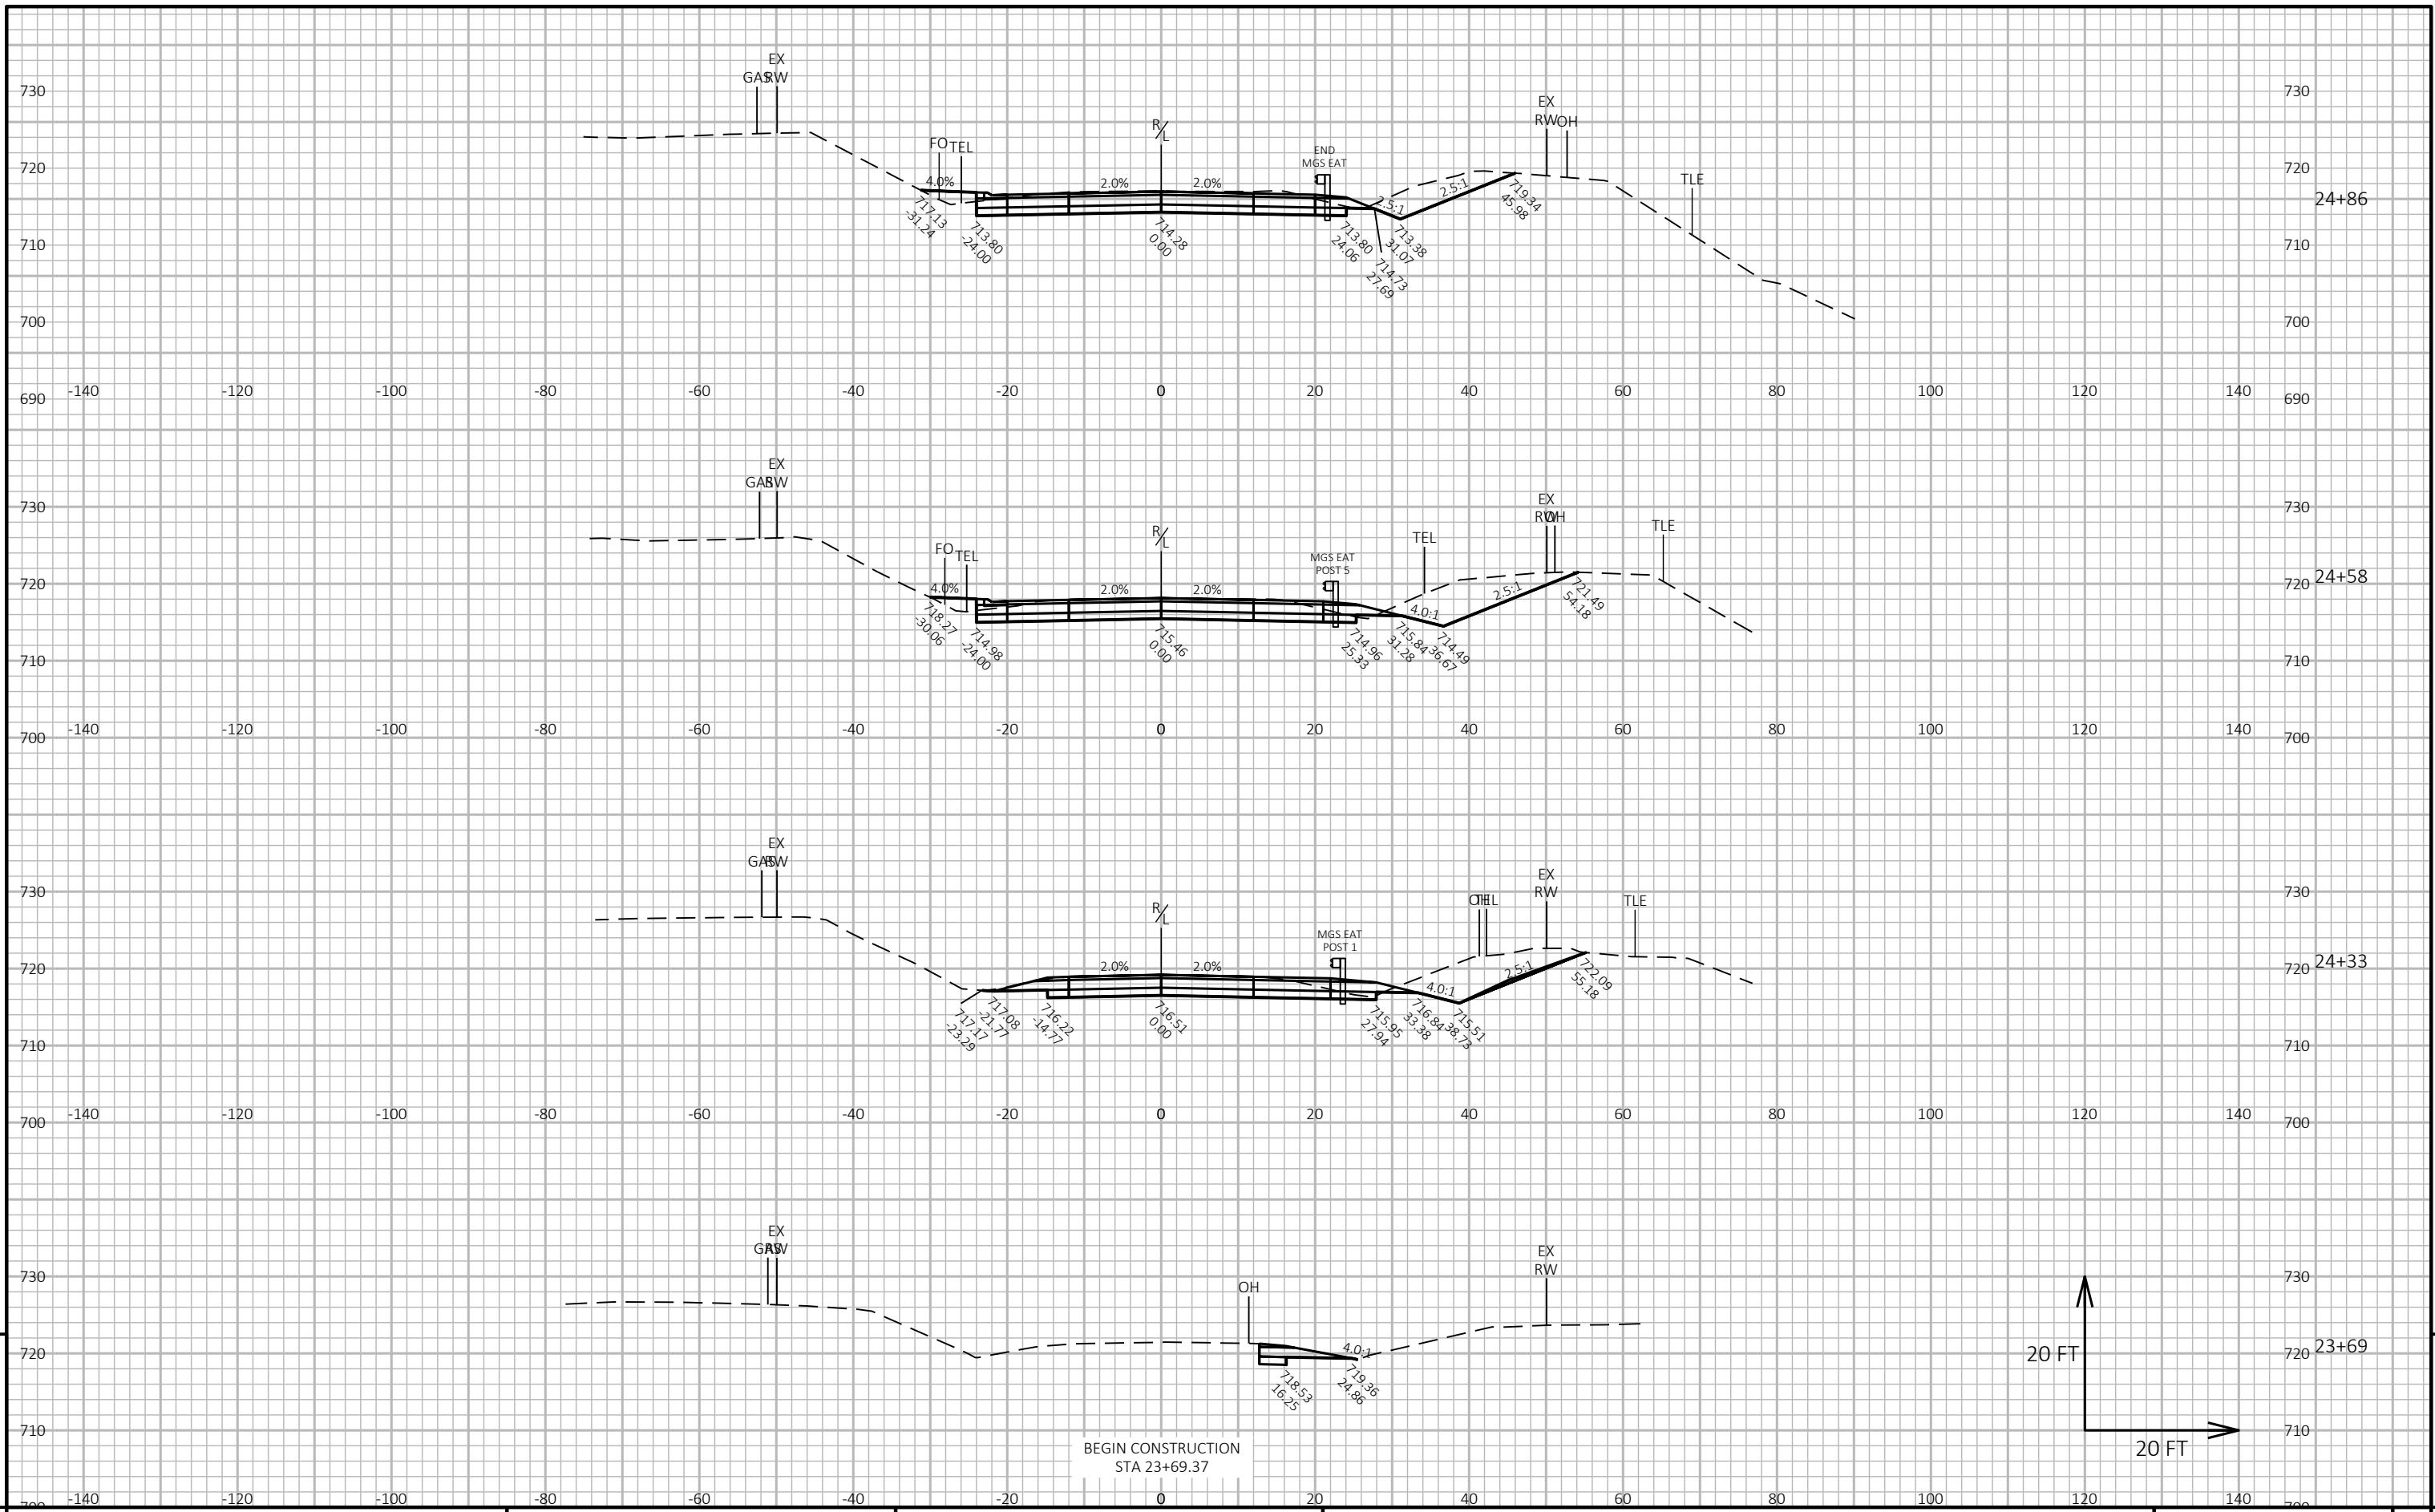 EX
GAS RW
730 730
EX
RW OH
R/L
FO TEL
END
MGS EAT
720 720
TLE
4.0% 2.0% 2.0% 2.5:1 2.5:1
24+86
717.13
-31.24
713.80
-24.00
714.28
0.00
713.80
24.06
713.38
31.07
714.73
27.69
719.34
45.98
710 710
700 700
-140 -120 -100 -80 -60 -40 -20 0 20 40 60 80 100 120 140
690 690
EX
GAS RW
730 730
EX
RW OH
TLE
R/L
TEL
FO TEL
MGS EAT
POST 5
720 720
24+58
4.0% 2.0% 2.0% 4.0:1 2.5:1
718.27
-30.06
714.98
-24.00
715.46
0.00
714.96
25.33
715.84
31.28
714.49
36.67
721.49
54.18
710 710
-140 -120 -100 -80 -60 -40 -20 0 20 40 60 80 100 120 140
700 700
EX
GAS RW
730 730
EX
RW
OH TEL
TLE
R/L
MGS EAT
POST 1
720 720
24+33
2.0% 2.0% 4.0:1 2.5:1
717.17
-23.29
717.08
-21.77
716.22
-14.77
716.51
0.00
715.95
27.94
716.84
33.38
715.51
38.73
722.09
55.18
710 710
-140 -120 -100 -80 -60 -40 -20 0 20 40 60 80 100 120 140
700 700
EX
GAS RW
EX
RW
730 730
OH
4.0:1
720 720
23+69
20 FT
718.53
16.25
719.36
24.86
710 710
20 FT
BEGIN CONSTRUCTION
STA 23+69.37
-140 -120 -100 -80 -60 -40 -20 0 20 40 60 80 100 120 140
700 700